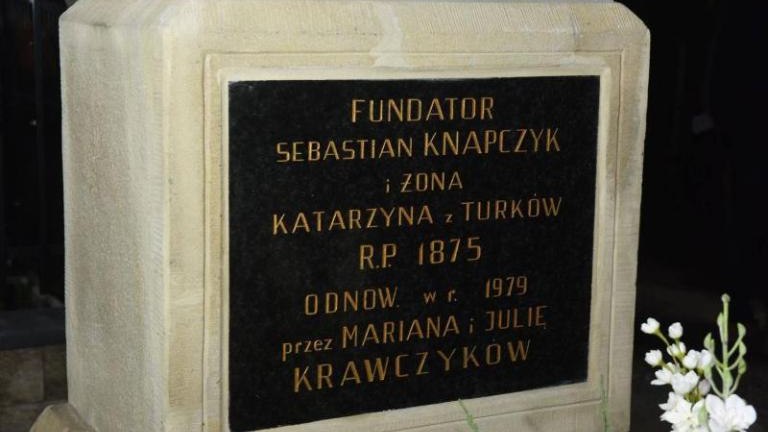 FUNDATOR
SEBASTIAN KNAPCZYK
i ŻONA
KATARZYNA z TURKÓW
R.P. 1875
ODNOW. w r. 1979
przez MARIANA i JULIĘ
KRAWCZYKÓW